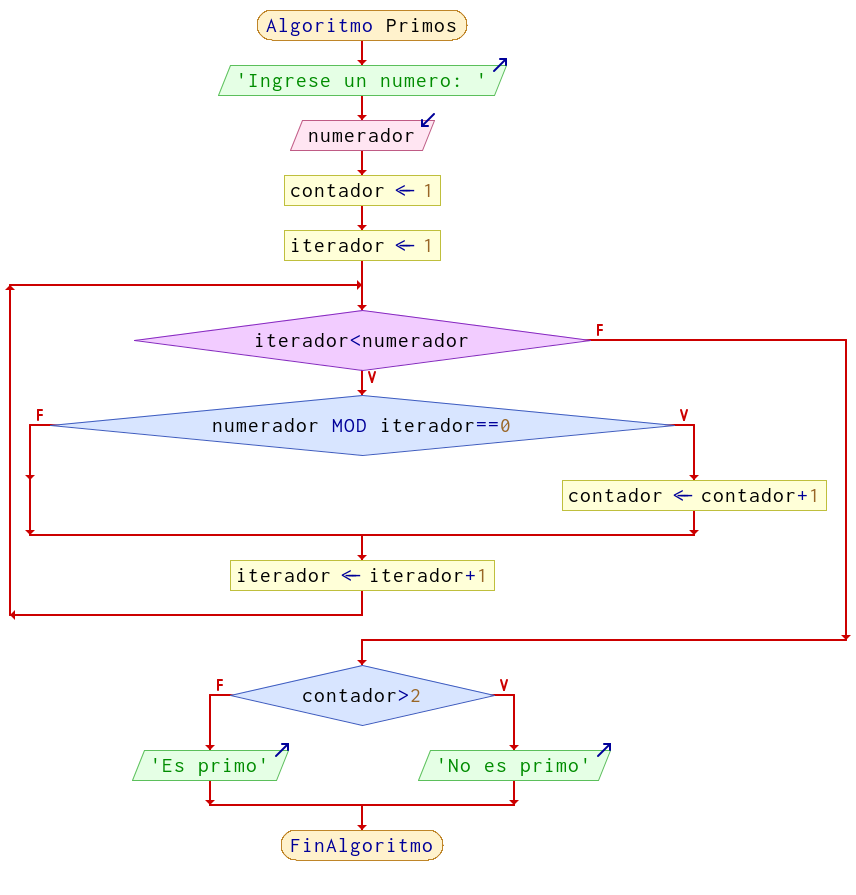 Algoritmo Primos
'Ingrese un numero: '
numerador
contador ← 1
iterador ← 1
iterador<numerador
F
V
numerador MOD iterador==0
F
V
contador ← contador+1
iterador ← iterador+1
contador>2
F
V
'Es primo'
'No es primo'
FinAlgoritmo